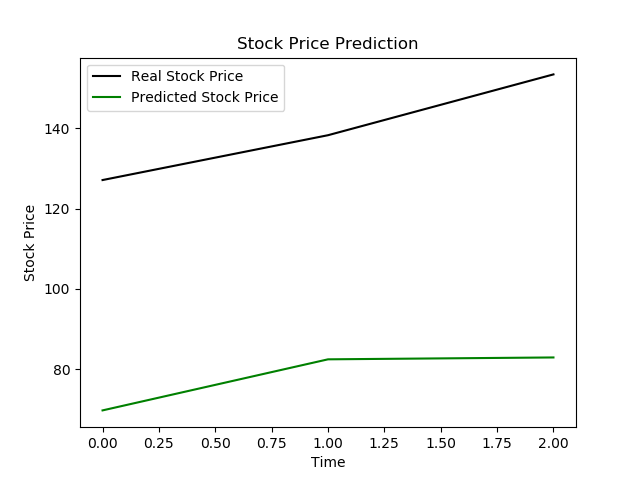 Stock Price Prediction
Real Stock Price
Predicted Stock Price
Stock Price
140
120
100
80
0.00 0.25 0.50 0.75 1.00 1.25 1.50 1.75 2.00
Time